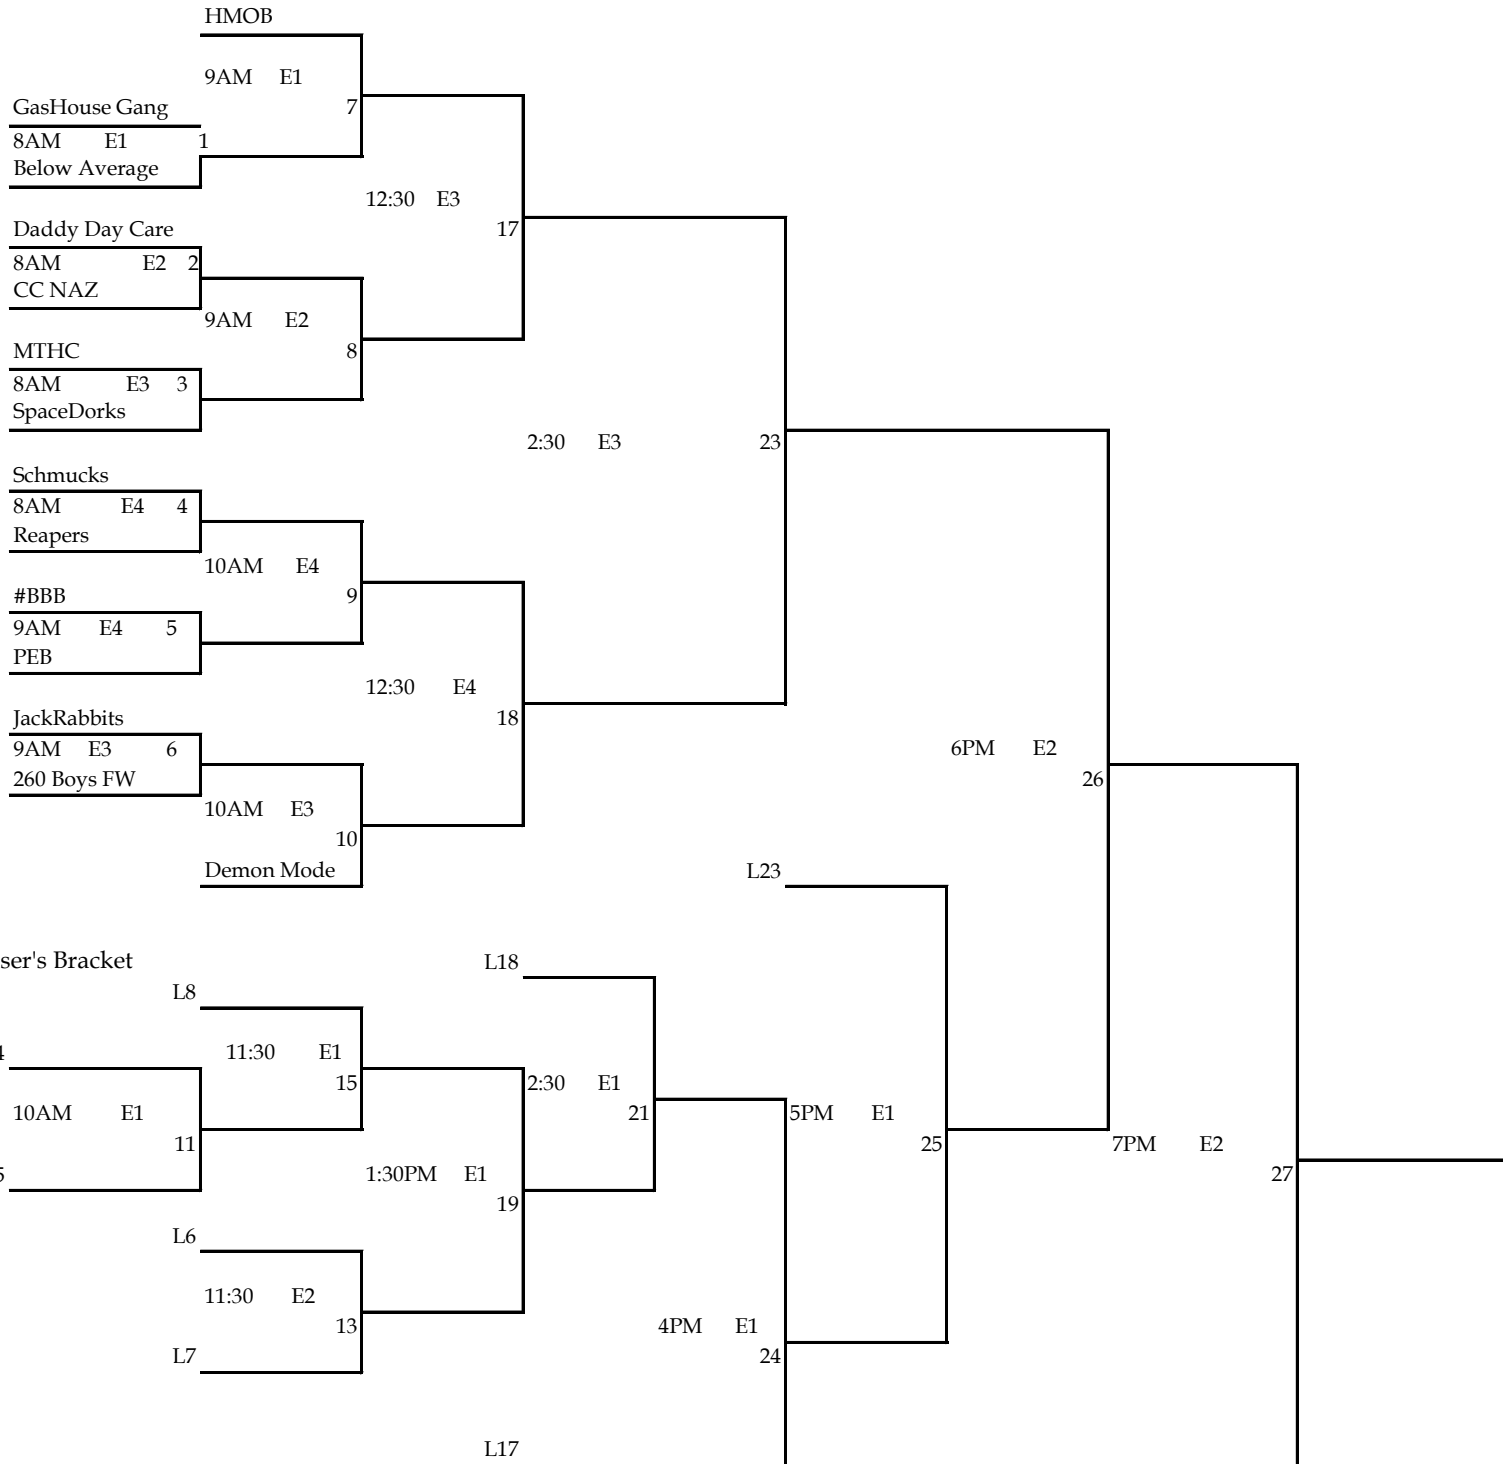 HMOB
9AM E1
GasHouse Gang
7
8AM E1 1
Below Average
12:30 E3
Daddy Day Care
17
8AM E2 2
CC NAZ
9AM E2
MTHC
8
8AM E3 3
SpaceDorks
2:30 E3 23
Schmucks
8AM E4 4
Reapers
10AM E4
#BBB
9
9AM E4 5
PEB
12:30 E4
JackRabbits
18
9AM E3 6
6PM E2
260 Boys FW
26
10AM E3
10
Demon Mode
L23
ser's Bracket
L18
L8
11:30 E1
4
15
2:30 E1
10AM E1
21
5PM E1
11
25
7PM E2
5
1:30PM E1
27
19
L6
11:30 E2
13
4PM E1
L7
24
L17